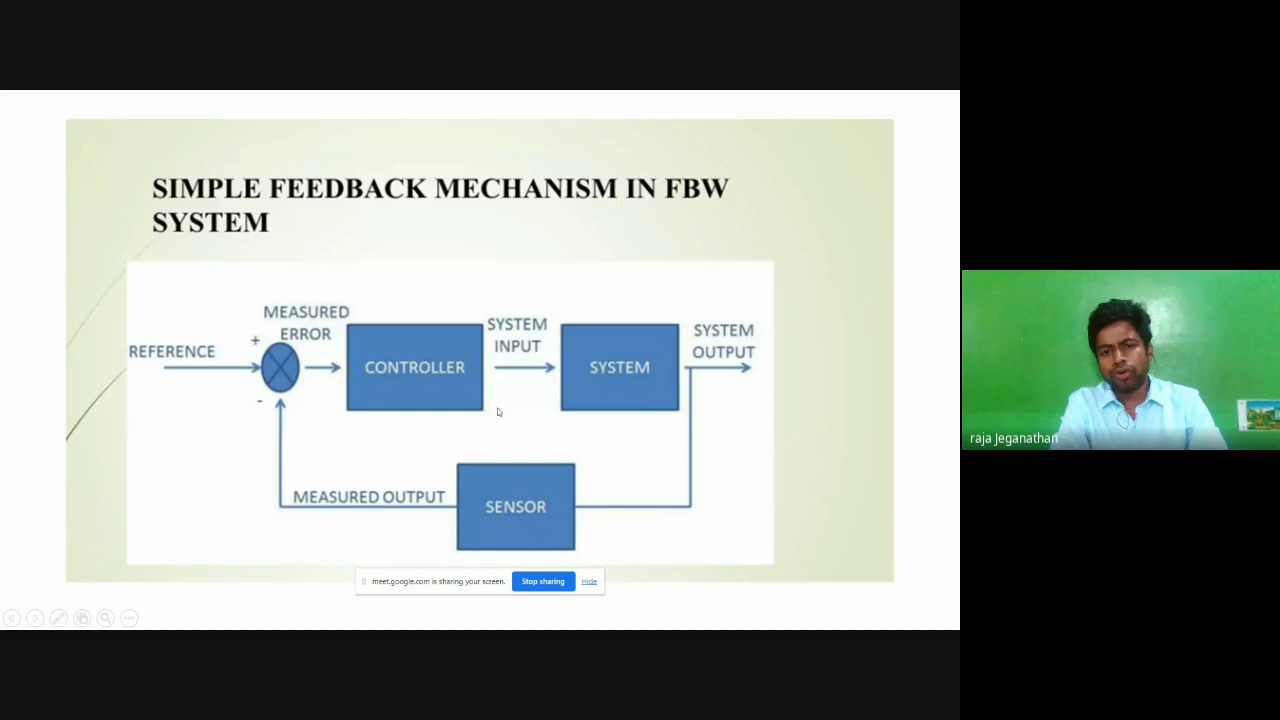 SIMPLE FEEDBACK MECHANISM IN FBW
SYSTEM
MEASURED
ERROR
SYSTEM
INPUT
SYSTEM
OUTPUT
+
REFERENCE
CONTROLLER
SYSTEM
-
MEASURED OUTPUT
SENSOR
meet.google.com is sharing your screen.
Stop sharing
Hide
raja Jeganathan